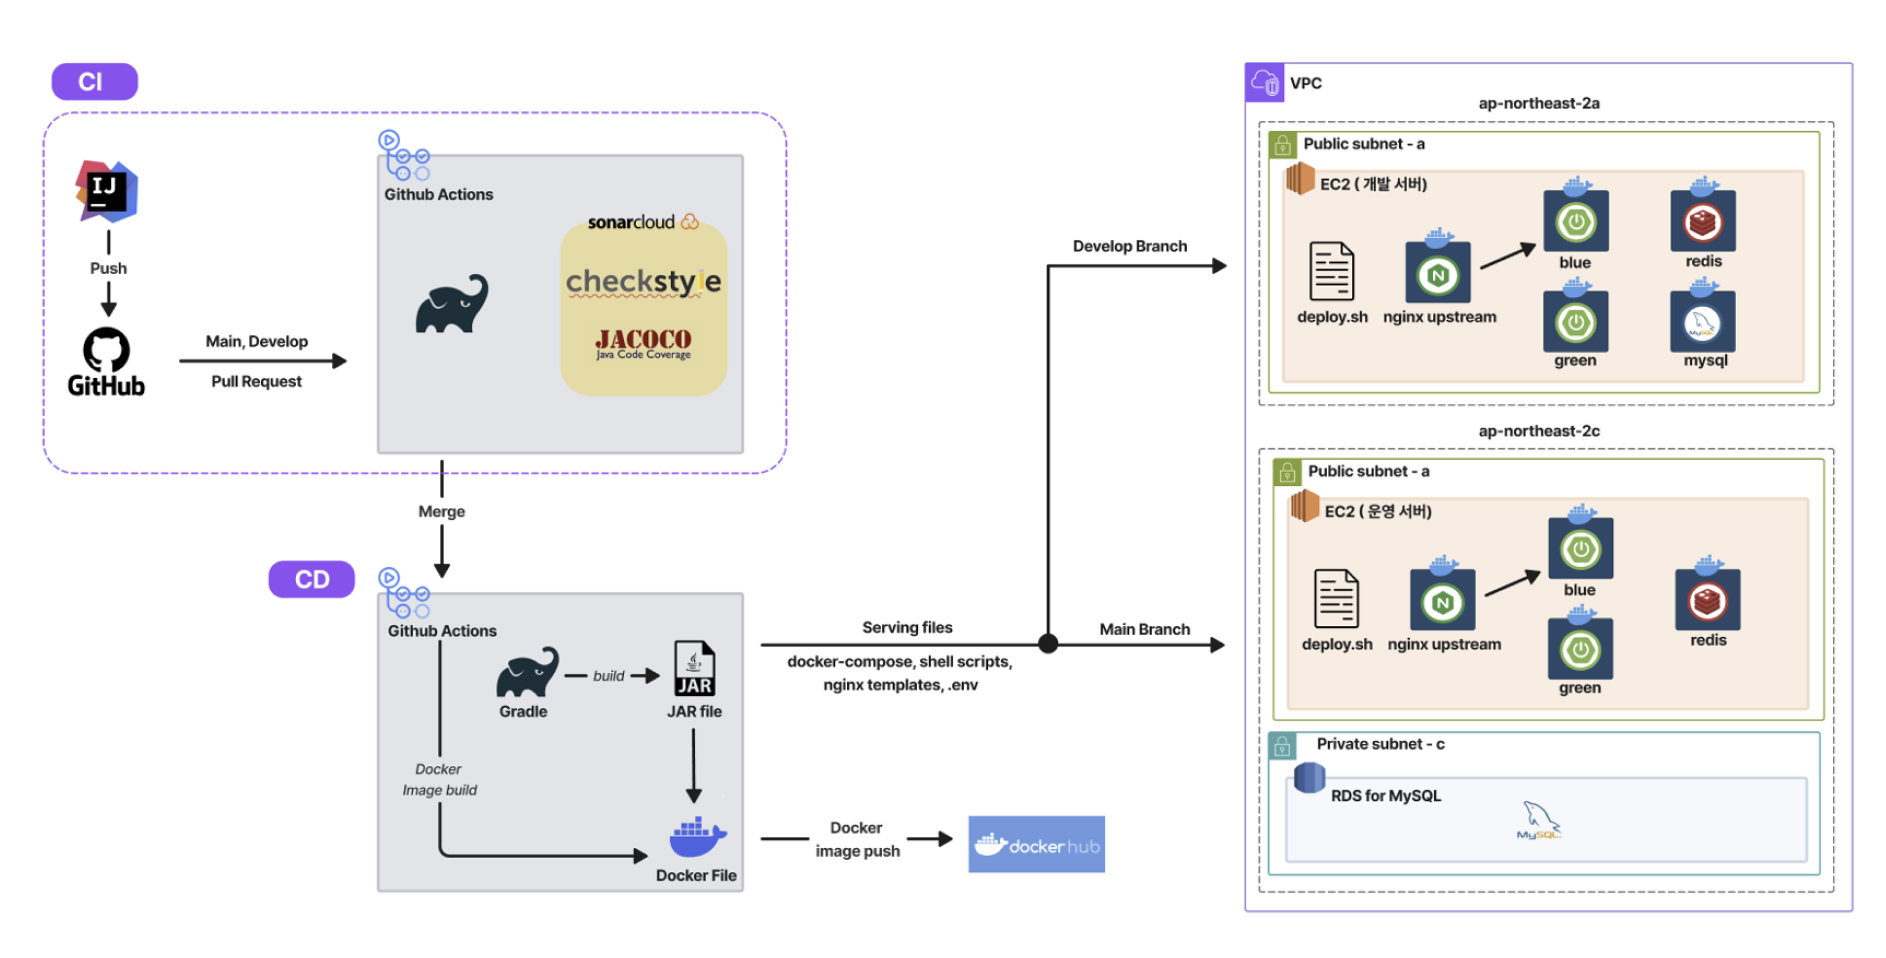 CI
IJ
Push
GitHub
Main, Develop
Pull Request
Github Actions
sonarcloud
checkstyle
JACOCO
Java Code Coverage
Merge
CD
Github Actions
Gradle
build
JAR
JAR file
Docker
Image build
Docker File
Docker
image push
dockerhub
Serving files
docker-compose, shell scripts,
nginx templates, .env
Develop Branch
Main Branch
VPC
ap-northeast-2a
Public subnet - a
EC2 ( 개발 서버)
deploy.sh
N
nginx upstream
blue
green
redis
MySQL
mysql
ap-northeast-2c
Public subnet - a
EC2 ( 운영 서버)
deploy.sh
N
nginx upstream
blue
green
redis
Private subnet - c
RDS for MySQL
MySQL